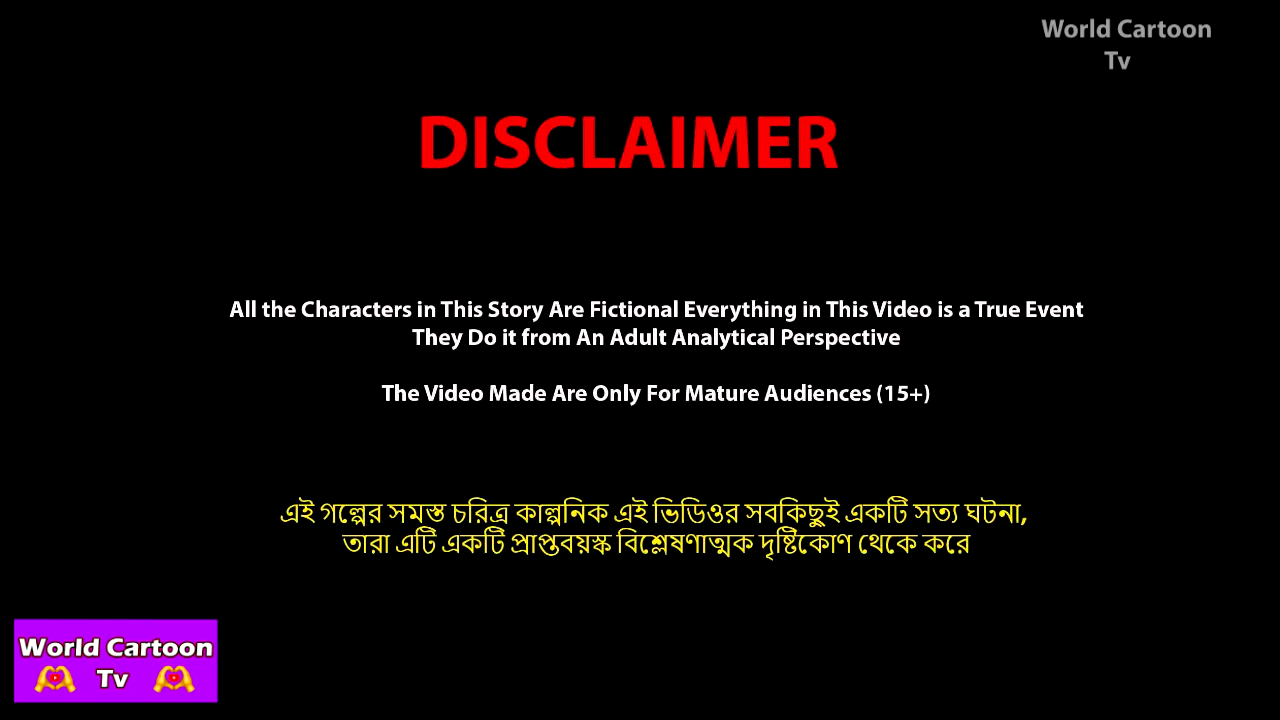 World Cartoon
Tv
DISCLAIMER
All the Characters in This Story Are Fictional Everything in This Video is a True Event
They Do it from An Adult Analytical Perspective
The Video Made Are Only For Mature Audiences (15+)
এই গল্পের সমস্ত চরিত্র কাল্পনিক এই ভিডিওর সবকিছুই একটি সত্য ঘটনা,
তারা এটি একটি প্রাপ্তবয়স্ক বিশ্লেষণাত্মক দৃষ্টিকোণ থেকে করে
World Cartoon
Tv